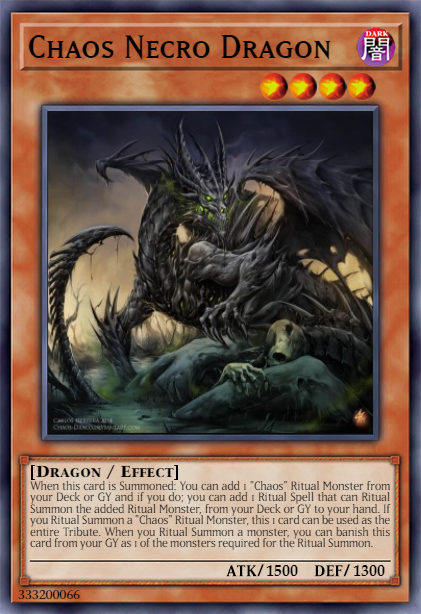 Chaos Necro Dragon
DARK
闇
[Dragon / Effect]
When this card is Summoned: You can add 1 "Chaos" Ritual Monster from
your Deck or GY and if you do; you can add 1 Ritual Spell that can Ritual
Summon the added Ritual Monster, from your Deck or GY to your hand. If
you Ritual Summon a "Chaos" Ritual Monster, this 1 card can be used as the
entire Tribute. When you Ritual Summon a monster, you can banish this
card from your GY as 1 of the monsters required for the Ritual Summon.
ATK/1500 DEF/1300
333200066